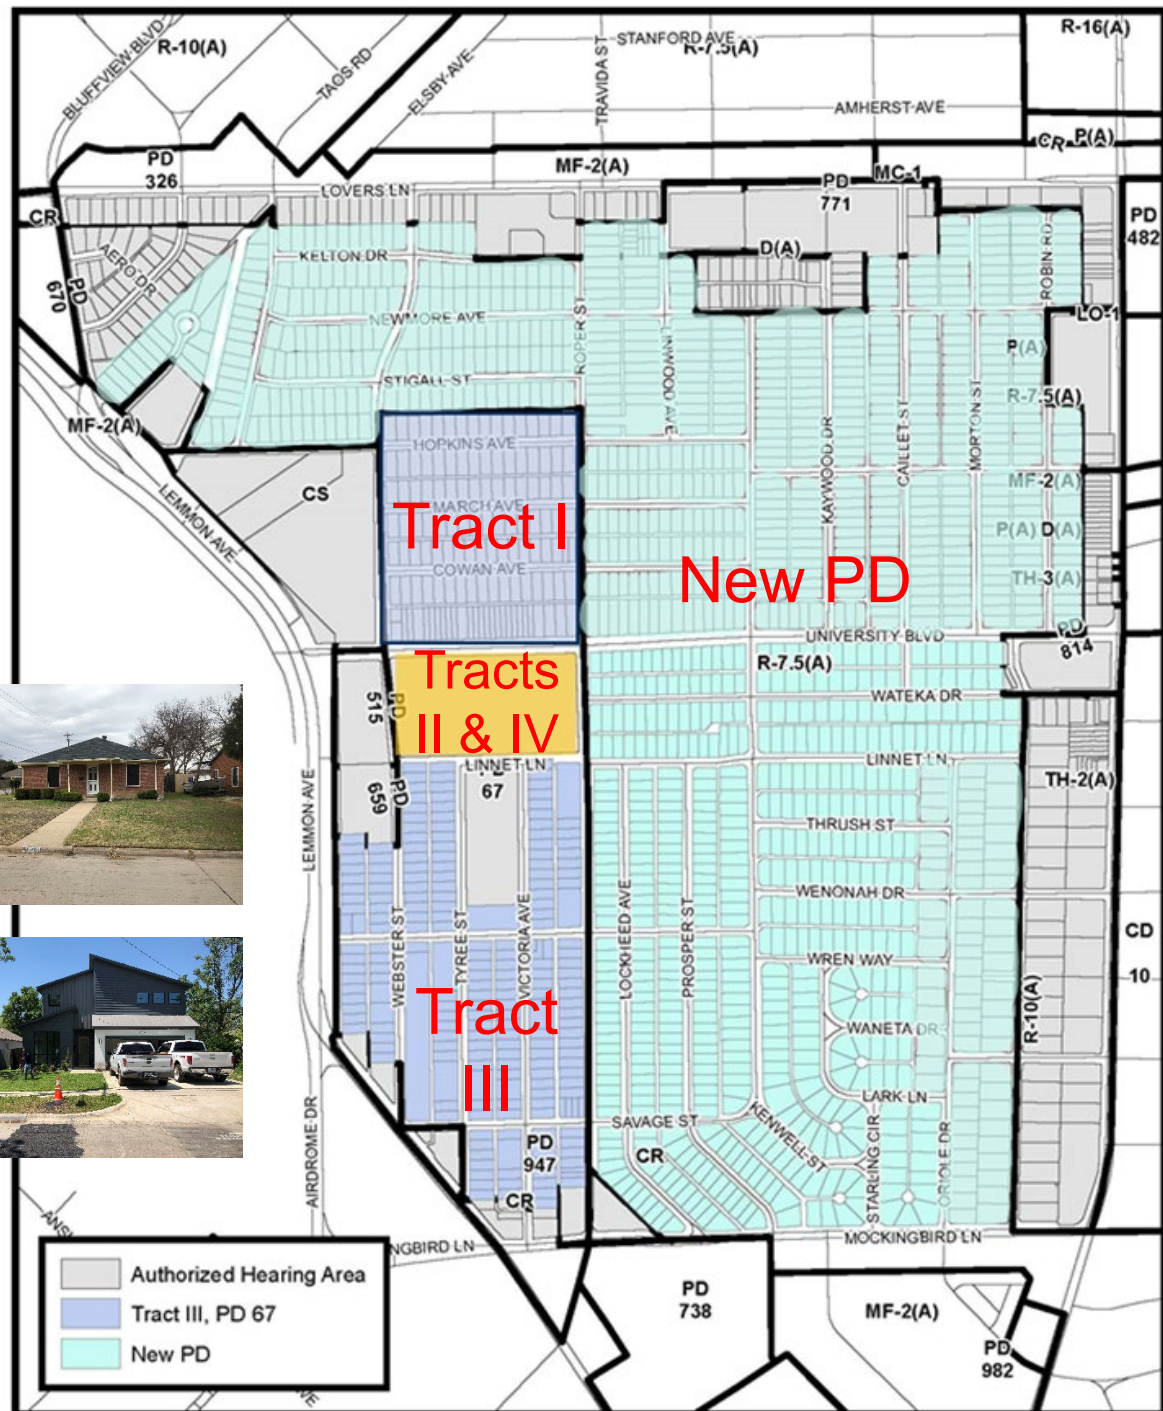 R-10(A)
BLUFFVIEW BLVD
TAOS RD
ELSBY AVE
TRAVIDA ST
STANFORD AVE
R-7.5(A)
R-16(A)
AMHERST AVE
CR
P(A)
PD
326
MF-2(A)
MC-1
LOVERS LN
PD
771
PD
482
CR
D(A)
KELTON DR
AERO DR
PD
670
ROBIN RD
NEWMORE AVE
ROPER ST
LINWOOD AVE
LO-1
P(A)
STIGALL ST
R-7.5(A)
MF-2(A)
HOPKINS AVE
KAYWOOD DR
CAILLET ST
MORTON ST
CS
LEMMON AVE
MARCH AVE
Tract I
COWAN AVE
MF-2(A)
P(A)
D(A)
TH-3(A)
New PD
UNIVERSITY BLVD
PD
814
Tracts
II & IV
R-7.5(A)
PD
515
WATEKA DR
LINNET LN
LINNET LN
67
PD
659
TH-2(A)
LEMMON AVE
THRUSH ST
WENONAH DR
WEBSTER ST
TYREE ST
VICTORIA AVE
LOCKHEED AVE
PROSPER ST
WREN WAY
CD
10
Tract
III
WANETA DR
R-10(A)
LARK LN
AIRDROME DR
SAVAGE ST
KENWELL ST
STARLING CIR
ORIOLE DR
PD
947
CR
CR
MOCKINGBIRD LN
NGBIRD LN
Authorized Hearing Area
Tract III, PD 67
New PD
PD
738
MF-2(A)
PD
982